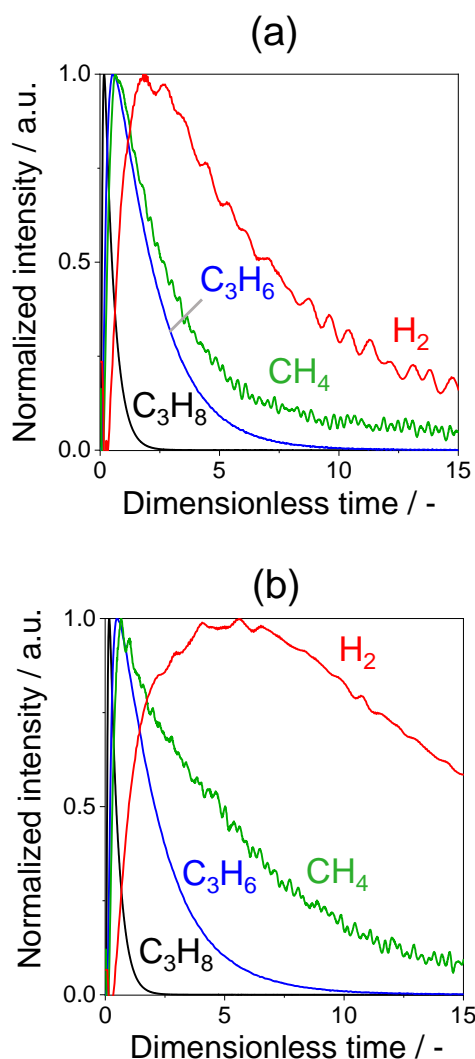 (a)
Normalized intensity / a.u.
1.0
0.5
0.0
C₃H₈
C₃H₆
CH₄
H₂
0
5
10
15
Dimensionless time / -
(b)
Normalized intensity / a.u.
1.0
0.5
0.0
H₂
CH₄
C₃H₆
C₃H₈
0
5
10
15
Dimensionless time / -